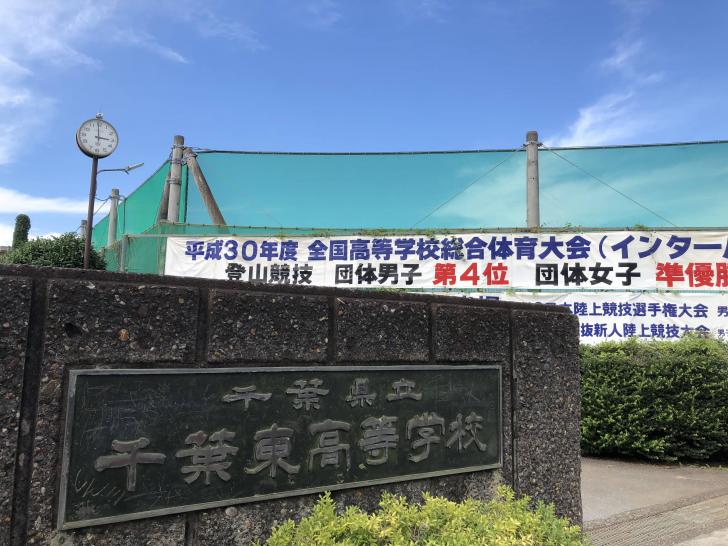 平成30年度 全国高等学校総合体育大会(インター
登山競技 団体男子 第4位 団体女子 準優勝
陸上競技選手権大会 男
抜新人陸上競技大会 男
千葉県立
千葉東高等学校